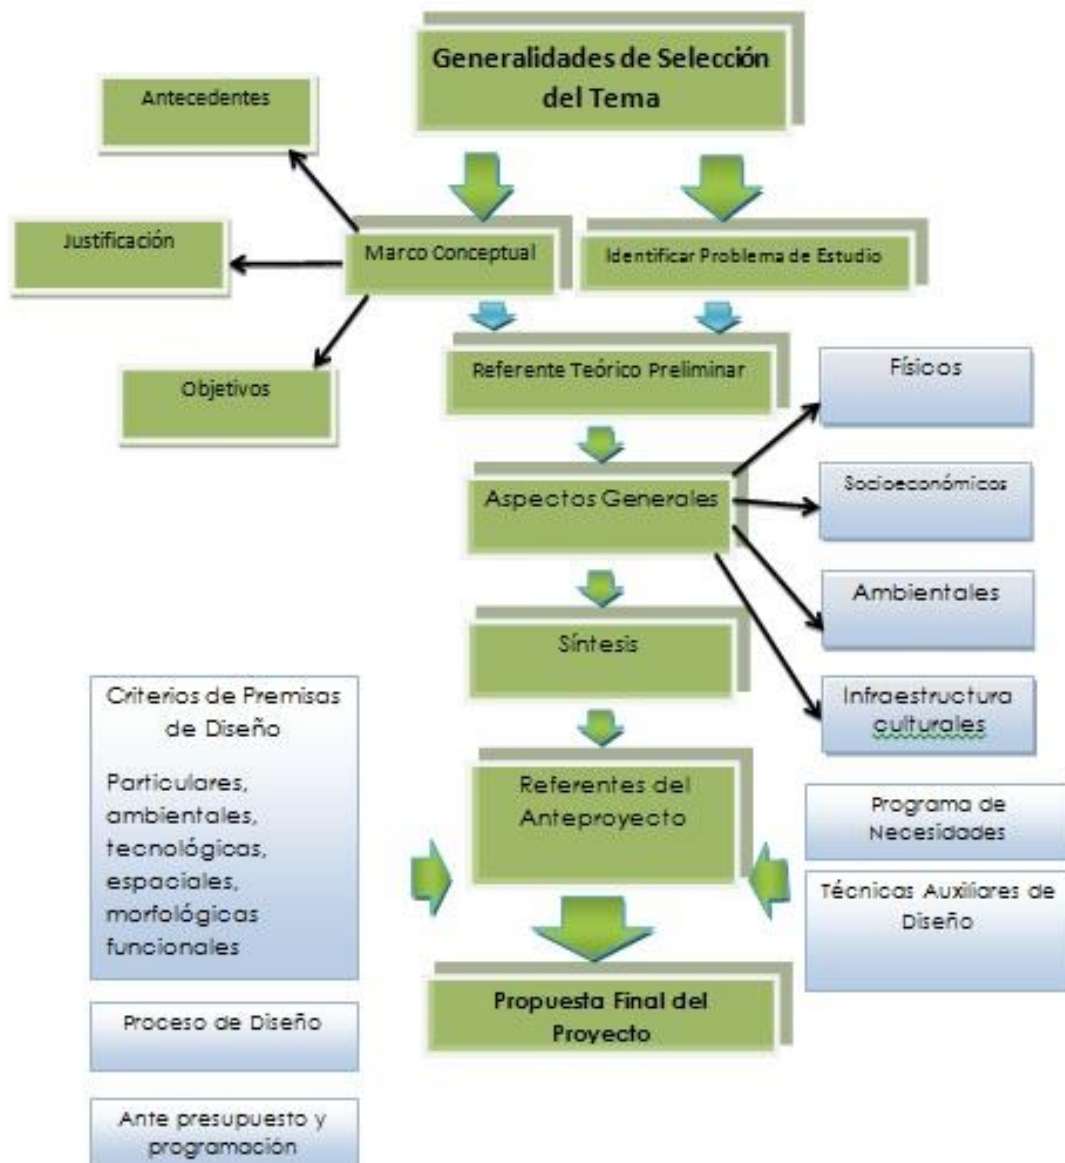 Generalidades de Selección
del Tema
Antecedentes
Justificación
Marco Conceptual
Identificar Problema de Estudio
Objetivos
Referente Teórico Preliminar
Físicos
Aspectos Generales
Socioeconómicos
Ambientales
Síntesis
Infraestructura
culturales
Criterios de Premisas
de Diseño
Particulares,
ambientales,
tecnológicas,
espaciales,
morfológicas
funcionales
Referentes del
Anteproyecto
Programa de
Necesidades
Técnicas Auxiliares de
Diseño
Propuesta Final del
Proyecto
Proceso de Diseño
Ante presupuesto y
programación